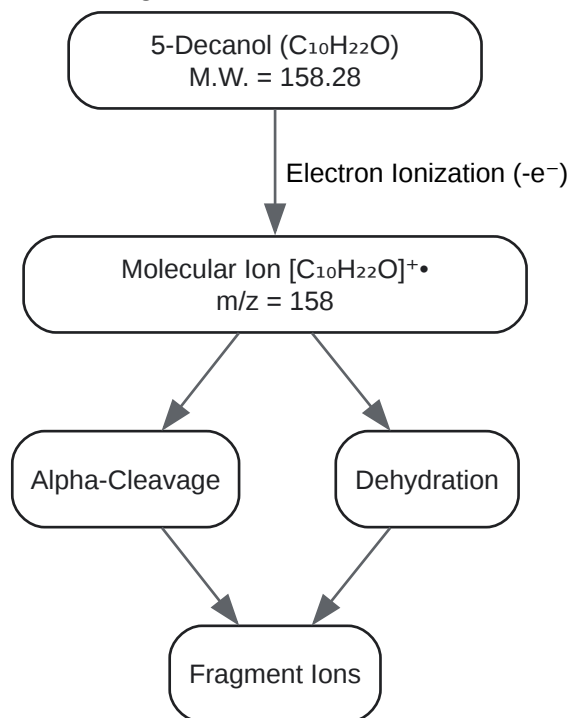 5-Decanol (C₁₀H₂₂O)
M.W. = 158.28
Electron Ionization (-e⁻)
Molecular Ion [C₁₀H₂₂O]⁺•
m/z = 158
Alpha-Cleavage
Dehydration
Fragment Ions